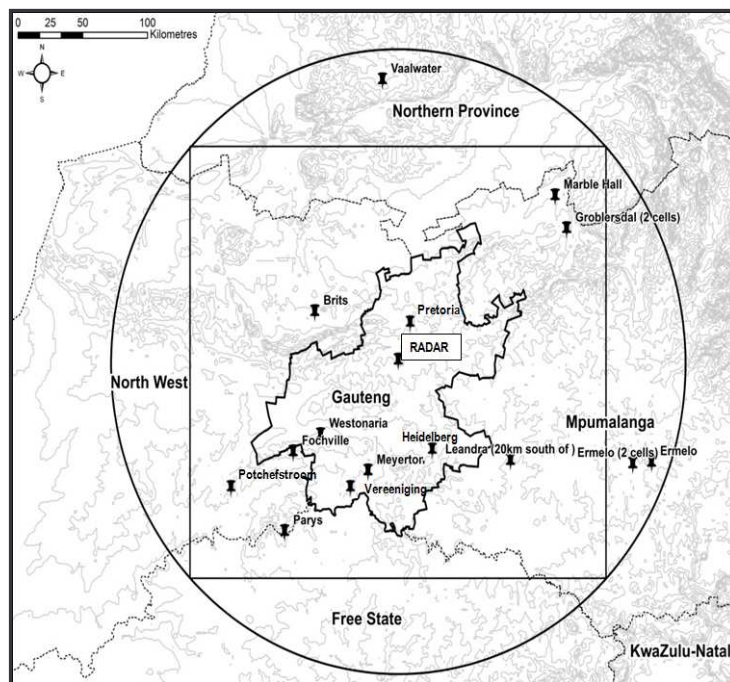 0 25 50 100
Kilometres
N
W E
S
Vaalwater
Northern Province
Marble Hall
Groblersdal (2 cells)
Brits
Pretoria
RADAR
North West
Gauteng
Mpumalanga
Westonaria
Fochville
Heidelberg
Leandra (20km south of )
Ermelo (2 cells)
Ermelo
Meyerton
Potchefstroom
Vereeniging
Parys
Free State
KwaZulu-Natal